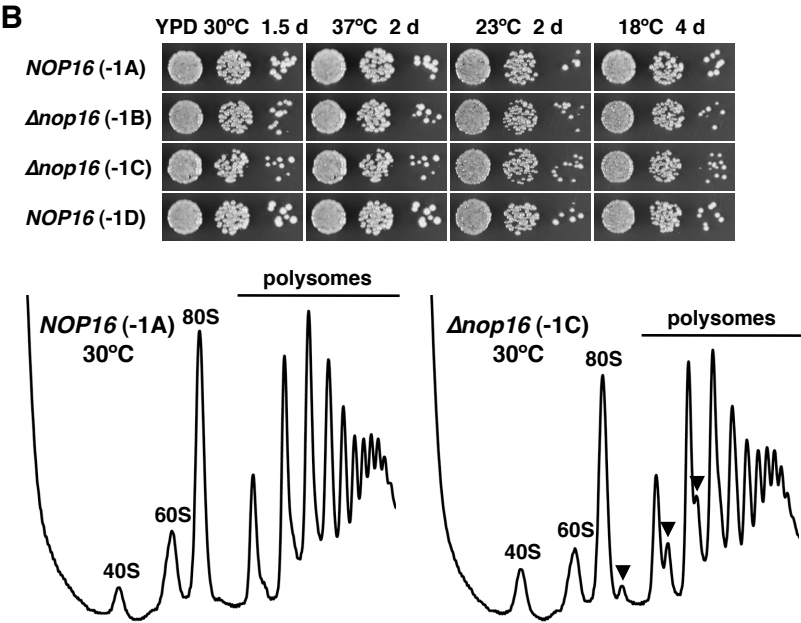 B
YPD 30ºC 1.5 d 37ºC 2 d 23ºC 2 d 18ºC 4 d
NOP16 (-1A)
Δnop16 (-1B)
Δnop16 (-1C)
NOP16 (-1D)
polysomes
NOP16 (-1A)
30ºC
80S
60S
40S
polysomes
Δnop16 (-1C)
30ºC
80S
60S
40S